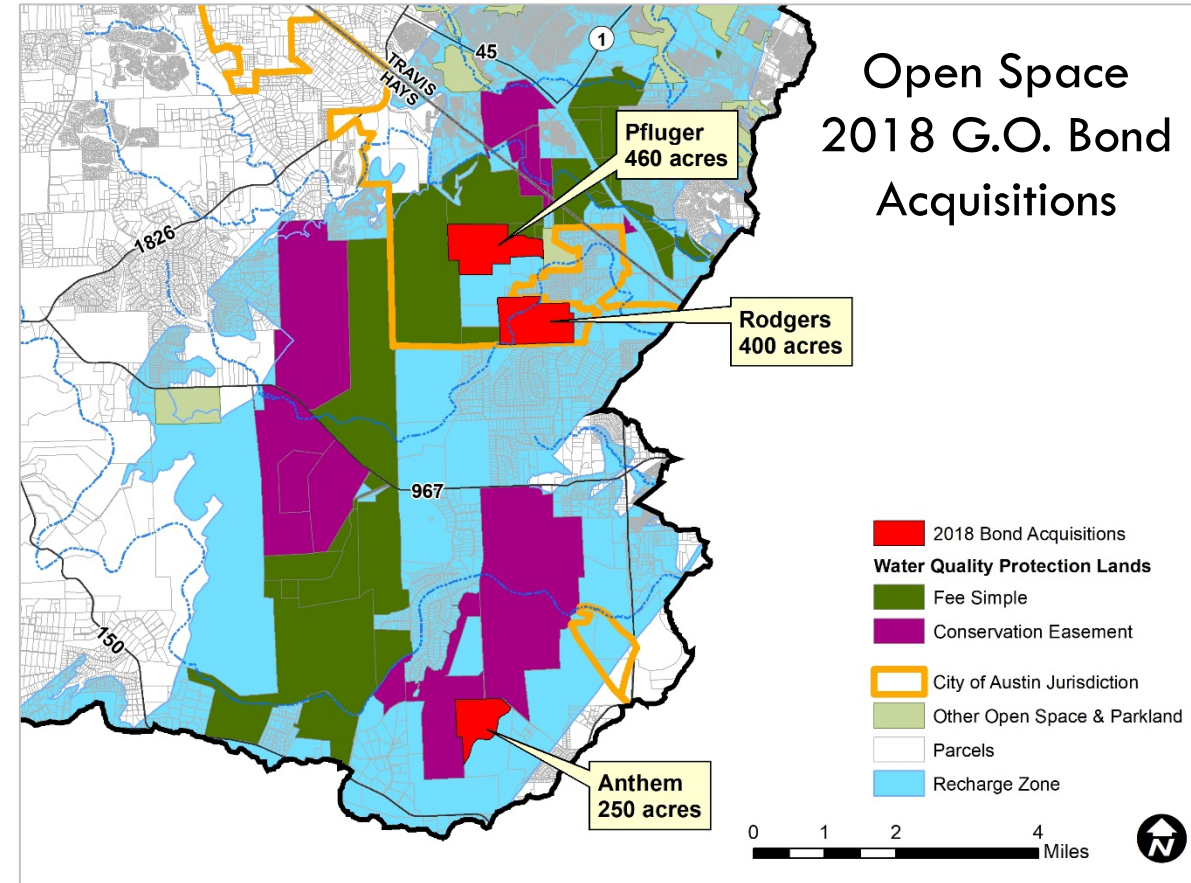 Open Space
2018 G.O. Bond
Acquisitions
45
1
TRAVIS
HAYS
Pfluger
460 acres
1826
Rodgers
400 acres
967
150
Anthem
250 acres
2018 Bond Acquisitions
Water Quality Protection Lands
Fee Simple
Conservation Easement
City of Austin Jurisdiction
Other Open Space & Parkland
Parcels
Recharge Zone
0 1 2 4
Miles
N